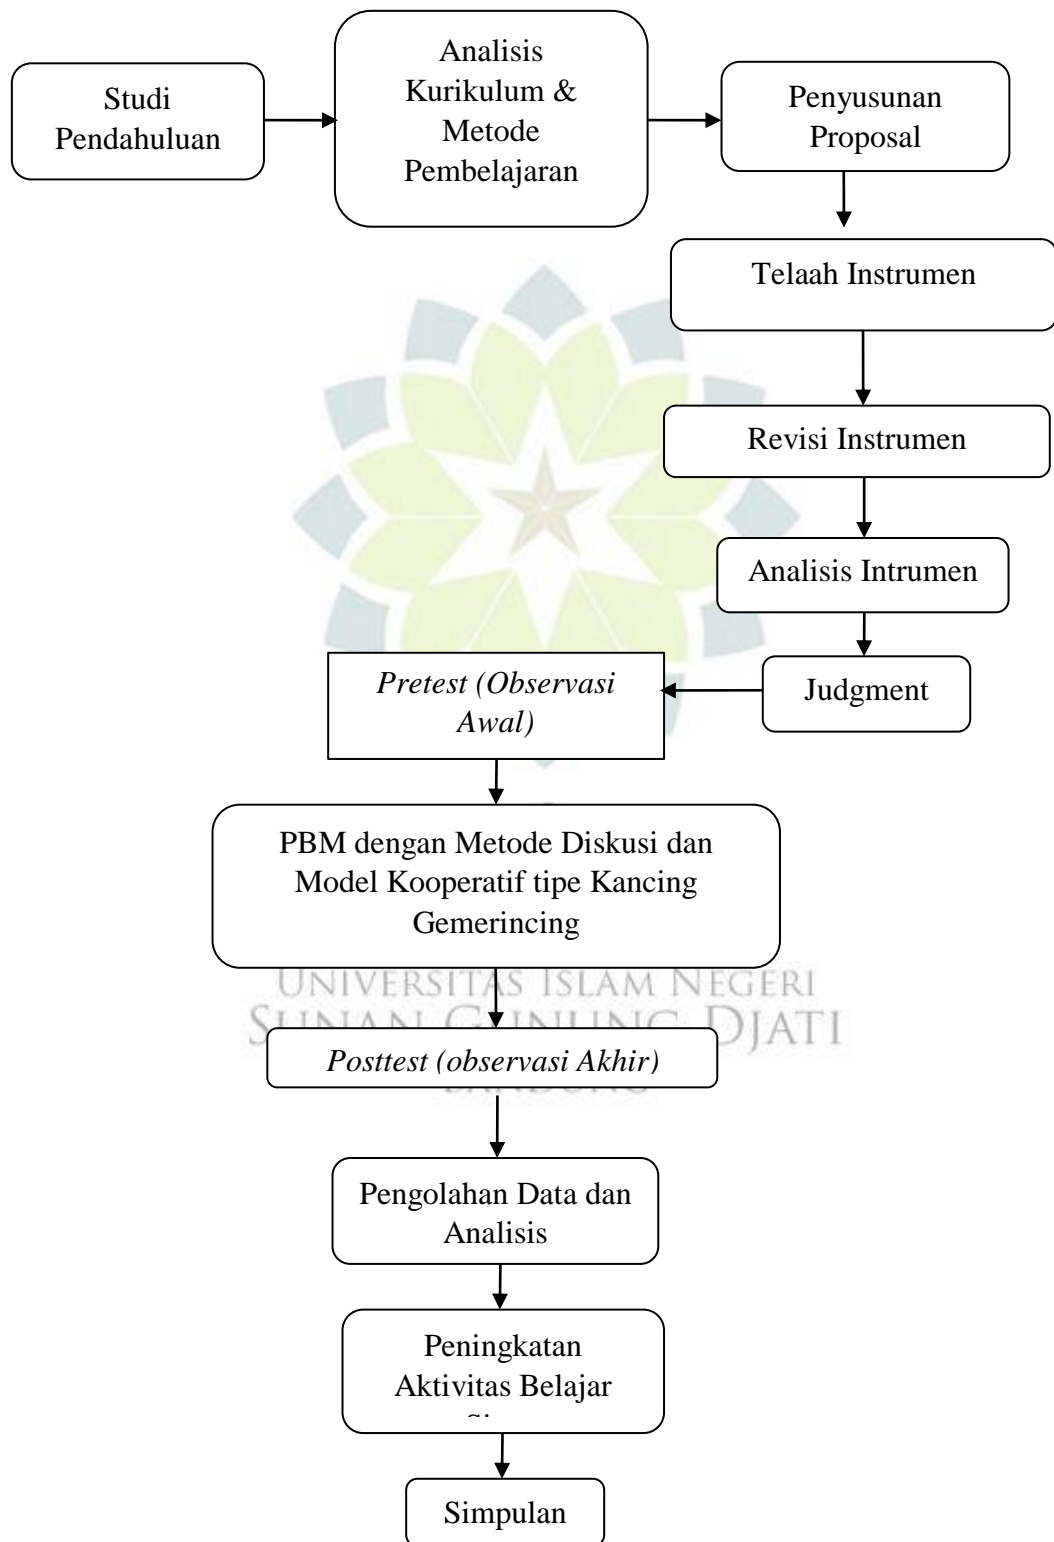 Studi
Pendahuluan
Analisis
Kurikulum &
Metode
Pembelajaran
Penyusunan
Proposal
Telaah Instrumen
Revisi Instrumen
Analisis Intrumen
Judgment
Pretest (Observasi
Awal)
PBM dengan Metode Diskusi dan
Model Kooperatif tipe Kancing
Gemerincing
UNIVERSITAS ISLAM NEGERI
SUNAN GUNUNG DJATI
Posttest (observasi Akhir)
Pengolahan Data dan
Analisis
Peningkatan
Aktivitas Belajar
Simpulan